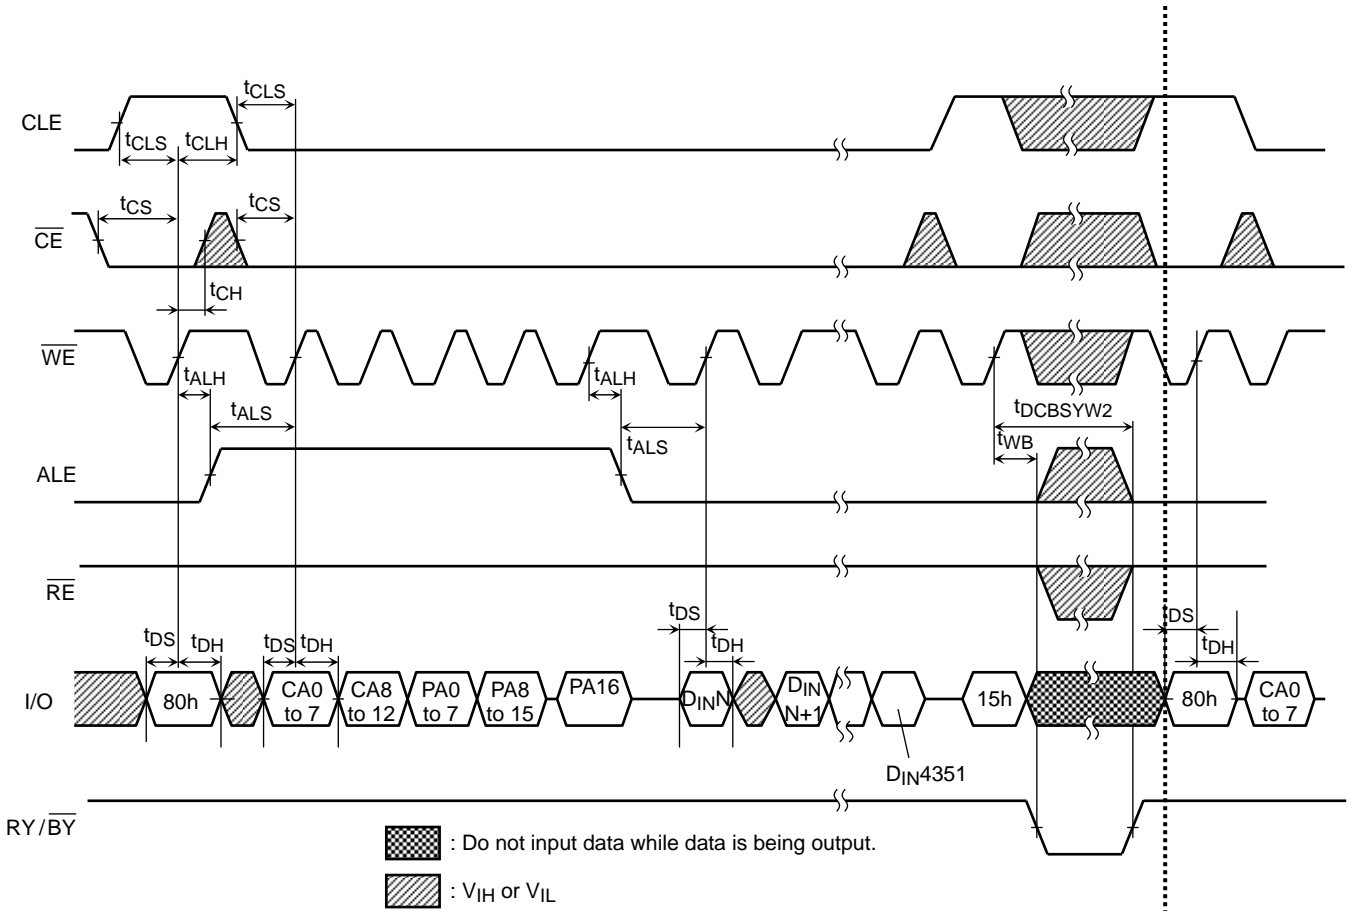 tCLS
CLE
tCLS tCLH
tCS tCS
CE
tCH
WE
tALH tALH
tALS tDCBSYW2
tALS tWB
ALE
RE
tDS tDH tDS tDH tDS tDH tDS tDH
I/O 80h CA0 to 7 CA8 to 12 PA0 to 7 PA8 to 15 PA16 DINN DIN N+1 15h 80h CA0 to 7
DIN4351
RY/BY
: Do not input data while data is being output.
: VIH or VIL